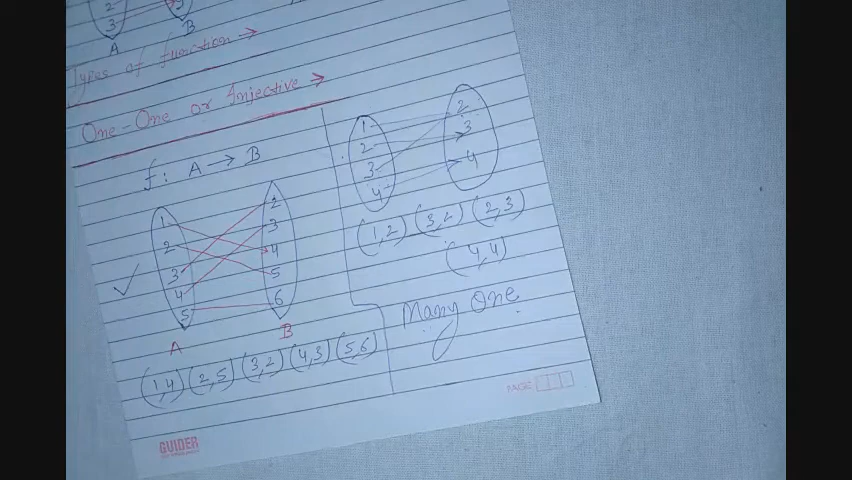 2
3
A
B
Types of function →
One-One or Injective →
f: A → B
1
2
3
4
5
A
2
3
4
5
6
B
(1,4) (2,5) (3,2) (4,3) (5,6)
1
2
3
4
2
3
4
(1,2) (3,2) (2,3)
(4,4)
Many One
PAGE
GUIDER